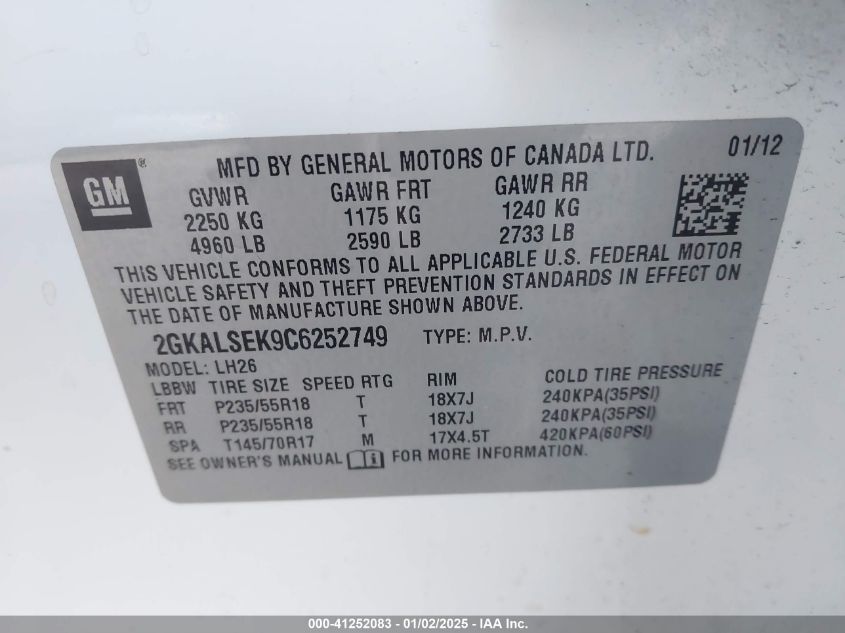 GM®
MFD BY GENERAL MOTORS OF CANADA LTD. 01/12
GVWR GAWR FRT GAWR RR
2250 KG 1175 KG 1240 KG
4960 LB 2590 LB 2733 LB
THIS VEHICLE CONFORMS TO ALL APPLICABLE U.S. FEDERAL MOTOR
VEHICLE SAFETY AND THEFT PREVENTION STANDARDS IN EFFECT ON
THE DATE OF MANUFACTURE SHOWN ABOVE.
2GKALSEK9C6252749 TYPE: M.P.V.
MODEL: LH26
LBBW TIRE SIZE SPEED RTG RIM COLD TIRE PRESSURE
FRT P235/55R18 T 18X7J 240KPA(35PSI)
RR P235/55R18 T 18X7J 240KPA(35PSI)
SPA T145/70R17 M 17X4.5T 420KPA(60PSI)
SEE OWNER'S MANUAL FOR MORE INFORMATION.
000-41252083 - 01/02/2025 - IAA Inc.